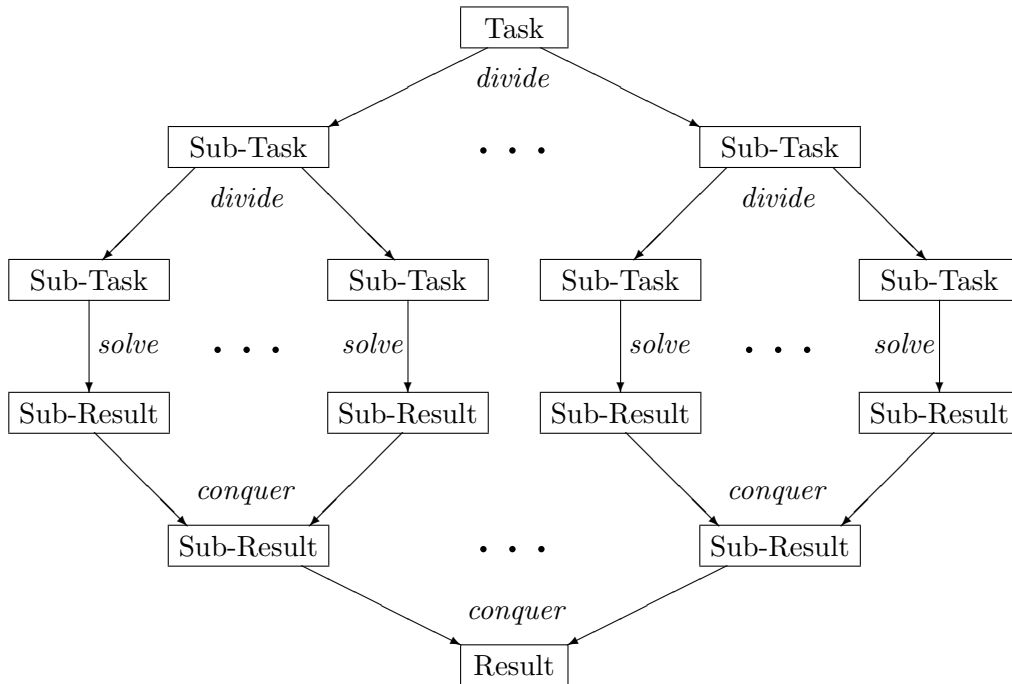 Task
divide
Sub-Task . . . Sub-Task
divide divide
Sub-Task Sub-Task Sub-Task Sub-Task
solve . . . solve solve . . . solve
Sub-Result Sub-Result Sub-Result Sub-Result
conquer conquer
Sub-Result . . . Sub-Result
conquer
Result